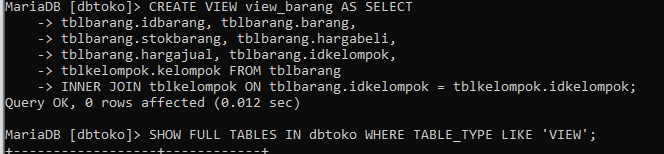 MariaDB [dbtoko]> CREATE VIEW view_barang AS SELECT
    -> tblbarang.idbarang, tblbarang.barang,
    -> tblbarang.stokbarang, tblbarang.hargabeli,
    -> tblbarang.hargajual, tblbarang.idkelompok,
    -> tblkelompok.kelompok FROM tblbarang
    -> INNER JOIN tblkelompok ON tblbarang.idkelompok = tblkelompok.idkelompok;
Query OK, 0 rows affected (0.012 sec)

MariaDB [dbtoko]> SHOW FULL TABLES IN dbtoko WHERE TABLE_TYPE LIKE 'VIEW';
+------------------+------------+